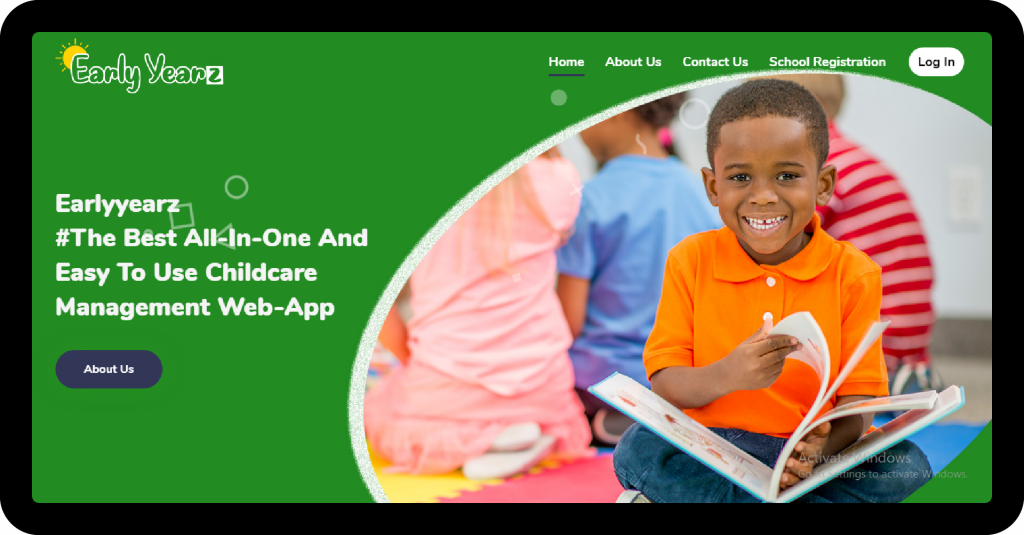 Early Yearz
Home About Us Contact Us School Registration Log In
Earlyyearz
#The Best All-In-One And
Easy To Use Childcare
Management Web-App
About Us
Activate Windows
Go to Settings to activate Windows.